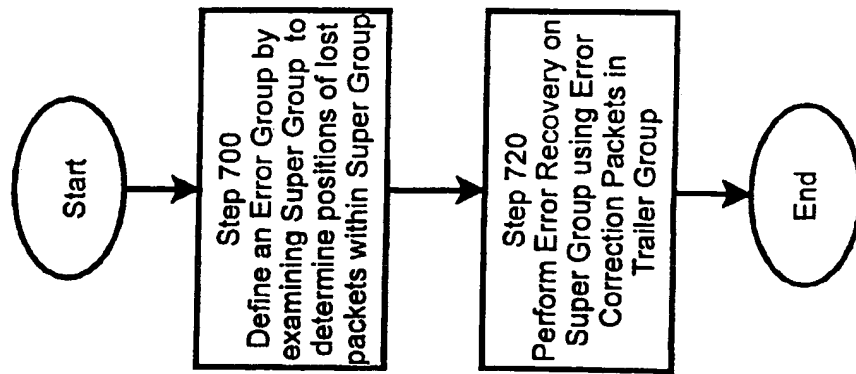 Start
Step 700
Define an Error Group by
examining Super Group to
determine positions of lost
packets within Super Group
Step 720
Perform Error Recovery on
Super Group using Error
Correction Packets in
Trailer Group
End